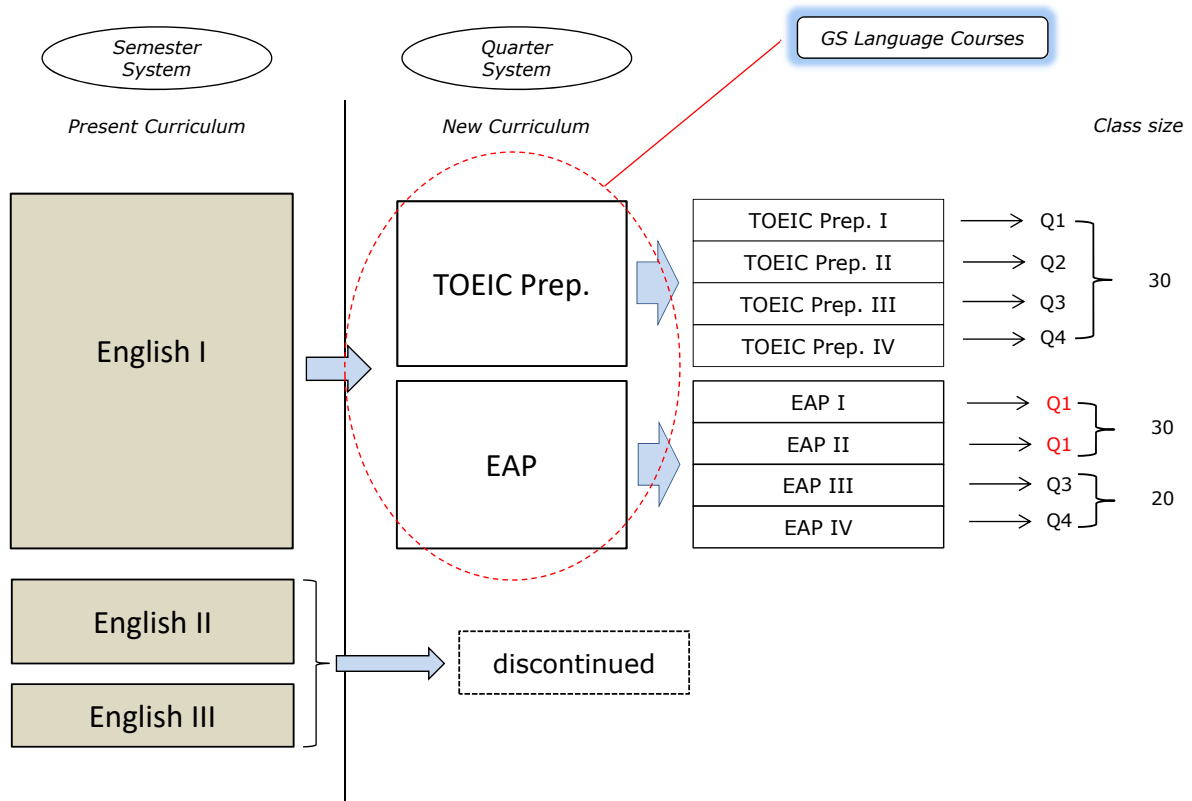 Semester
System
Quarter
System
GS Language Courses
Present Curriculum
New Curriculum
Class size
English I
TOEIC Prep.
TOEIC Prep. I
Q1
TOEIC Prep. II
Q2
TOEIC Prep. III
Q3
TOEIC Prep. IV
Q4
30
EAP
EAP I
Q1
EAP II
Q1
30
EAP III
Q3
EAP IV
Q4
20
English II
English III
discontinued